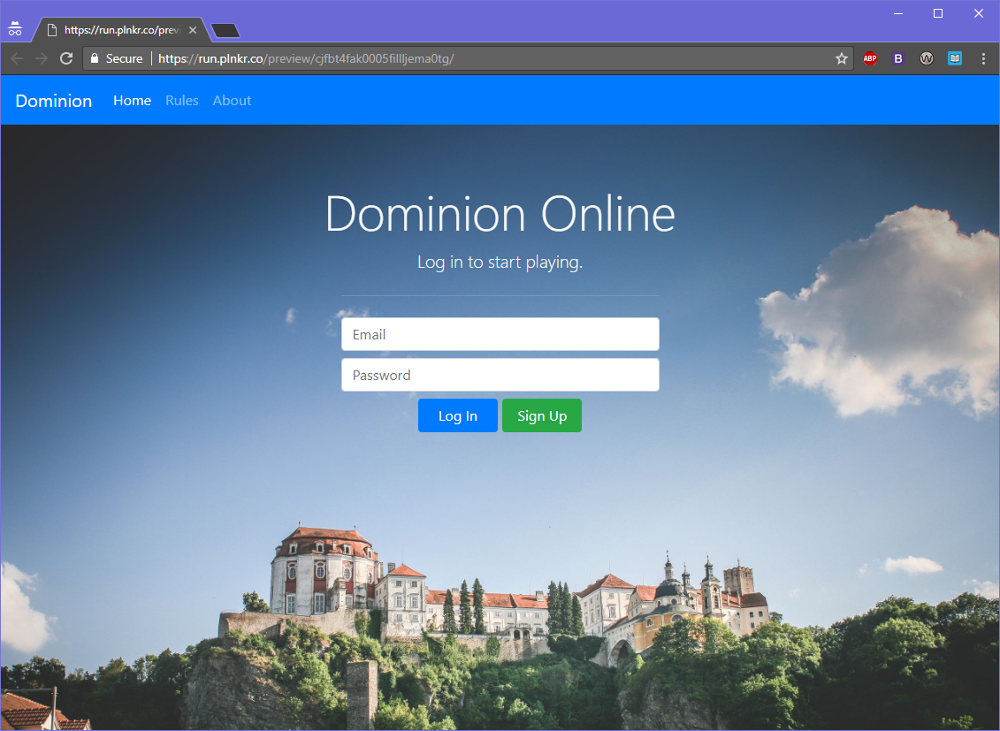 https://run.plnkr.co/prev
Secure https://run.plnkr.co/preview/cjfbt4fak0005fillljema0tg/
ABP B W
Dominion Home Rules About
Dominion Online
Log in to start playing.
Email
Password
Log In Sign Up